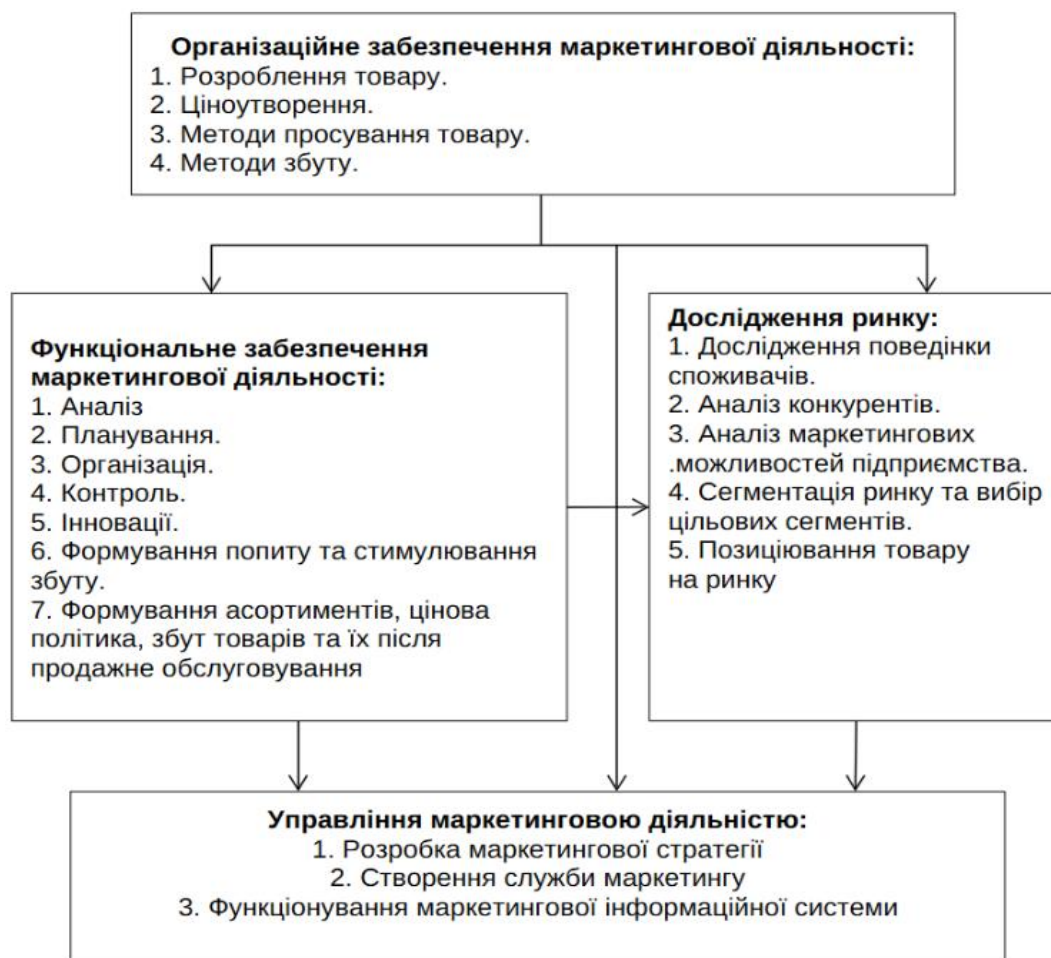 Організаційне забезпечення маркетингової діяльності:
1. Розроблення товару.
2. Ціноутворення.
3. Методи просування товару.
4. Методи збуту.
Функціональне забезпечення
маркетингової діяльності:
1. Аналіз
2. Планування.
3. Організація.
4. Контроль.
5. Інновації.
6. Формування попиту та стимулювання
збуту.
7. Формування асортиментів, цінова
політика, збут товарів та їх після
продажне обслуговування
Дослідження ринку:
1. Дослідження поведінки
споживачів.
2. Аналіз конкурентів.
3. Аналіз маркетингових
.можливостей підприємства.
4. Сегментація ринку та вибір
цільових сегментів.
5. Позиціювання товару
на ринку
Управління маркетинговою діяльністю:
1. Розробка маркетингової стратегії
2. Створення служби маркетингу
3. Функціонування маркетингової інформаційної системи